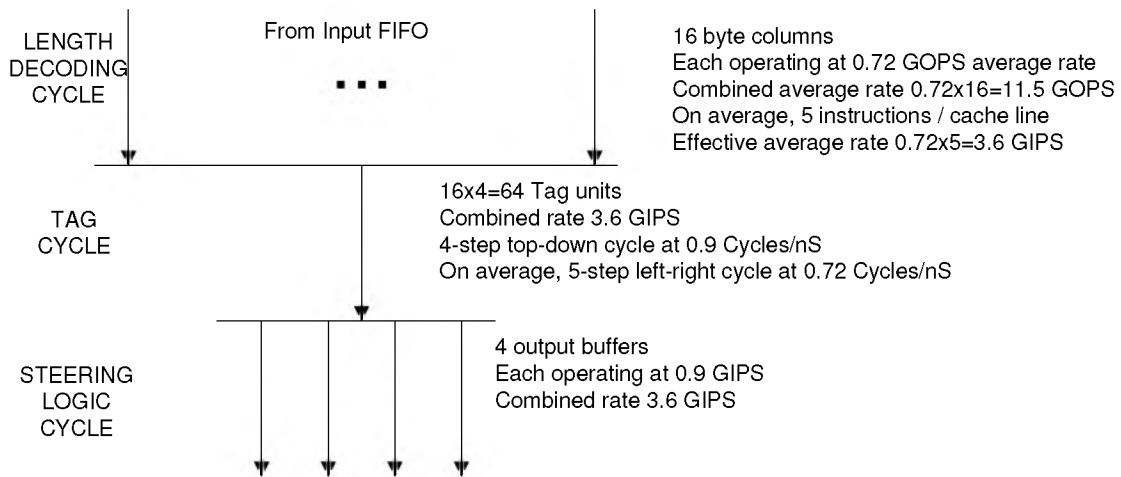 LENGTH
DECODING
CYCLE
From Input FIFO
16 byte columns
Each operating at 0.72 GOPS average rate
Combined average rate 0.72x16=11.5 GOPS
On average, 5 instructions / cache line
Effective average rate 0.72x5=3.6 GIPS
TAG
CYCLE
16x4=64 Tag units
Combined rate 3.6 GIPS
4-step top-down cycle at 0.9 Cycles/nS
On average, 5-step left-right cycle at 0.72 Cycles/nS
STEERING
LOGIC
CYCLE
4 output buffers
Each operating at 0.9 GIPS
Combined rate 3.6 GIPS